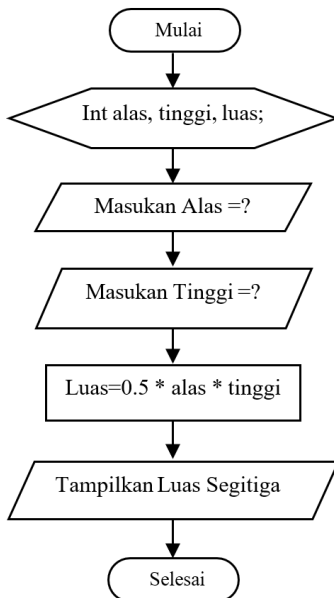 Mulai
Int alas, tinggi, luas;
Masukan Alas =?
Masukan Tinggi =?
Luas=0.5 * alas * tinggi
Tampilkan Luas Segitiga
Selesai